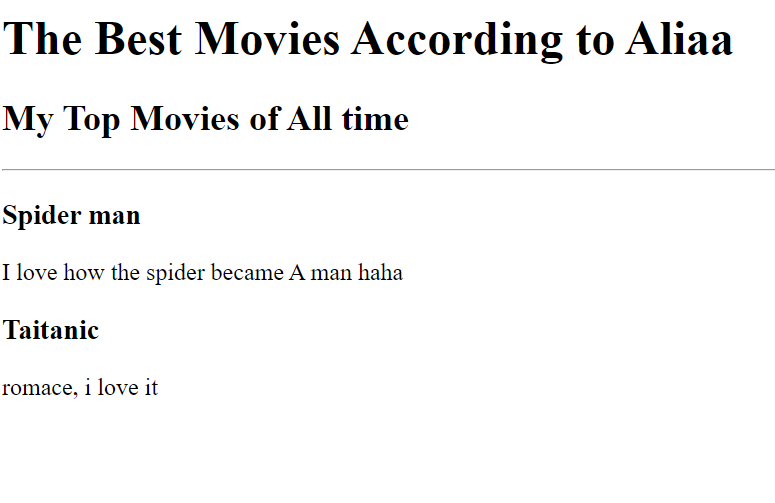 The Best Movies According to Aliaa
My Top Movies of All time
Spider man
I love how the spider became A man haha
Taitanic
romace, i love it